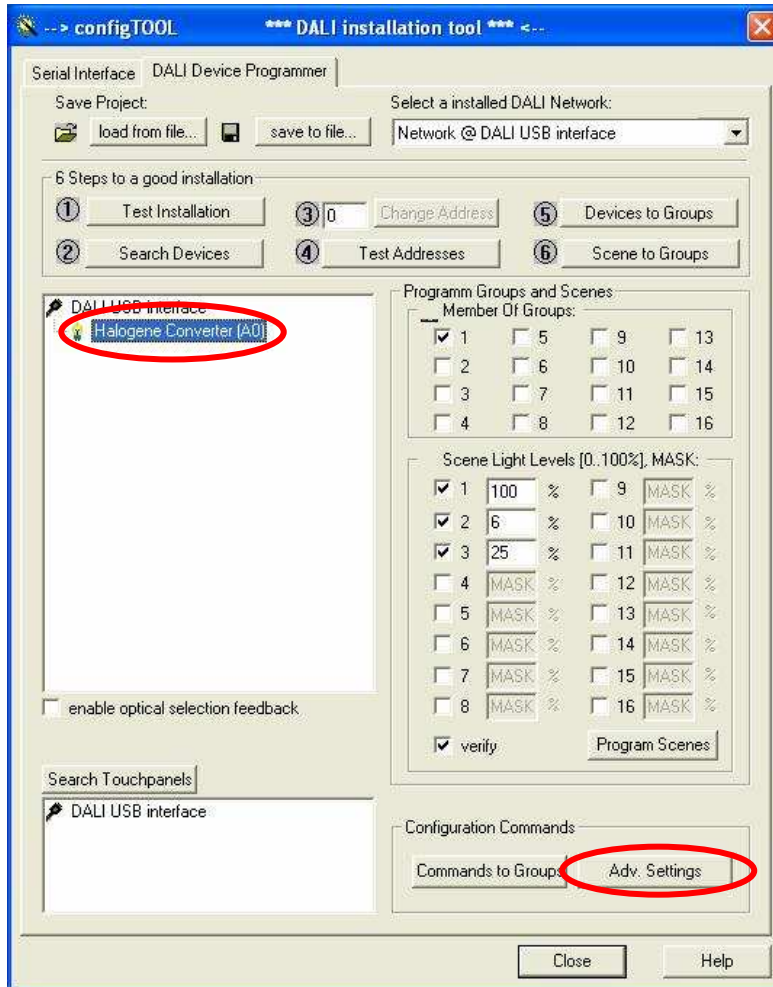 --> configTOOL *** DALI installation tool *** <--
Serial Interface DALI Device Programmer
Save Project: Select a installed DALI Network:
load from file... save to file... Network @ DALI USB interface
6 Steps to a good installation
1 Test Installation 3 0 Change Address 5 Devices to Groups
2 Search Devices 4 Test Addresses 6 Scene to Groups
DALI USB interface
Halogene Converter (A0)
enable optical selection feedback
Search Touchpanels
DALI USB interface
Programm Groups and Scenes
Member Of Groups:
1 5 9 13
2 6 10 14
3 7 11 15
4 8 12 16
Scene Light Levels [0..100%], MASK:
1 100 % 9 MASK %
2 6 % 10 MASK %
3 25 % 11 MASK %
4 MASK % 12 MASK %
5 MASK % 13 MASK %
6 MASK % 14 MASK %
7 MASK % 15 MASK %
8 MASK % 16 MASK %
verify Program Scenes
Configuration Commands
Commands to Groups Adv. Settings
Close Help